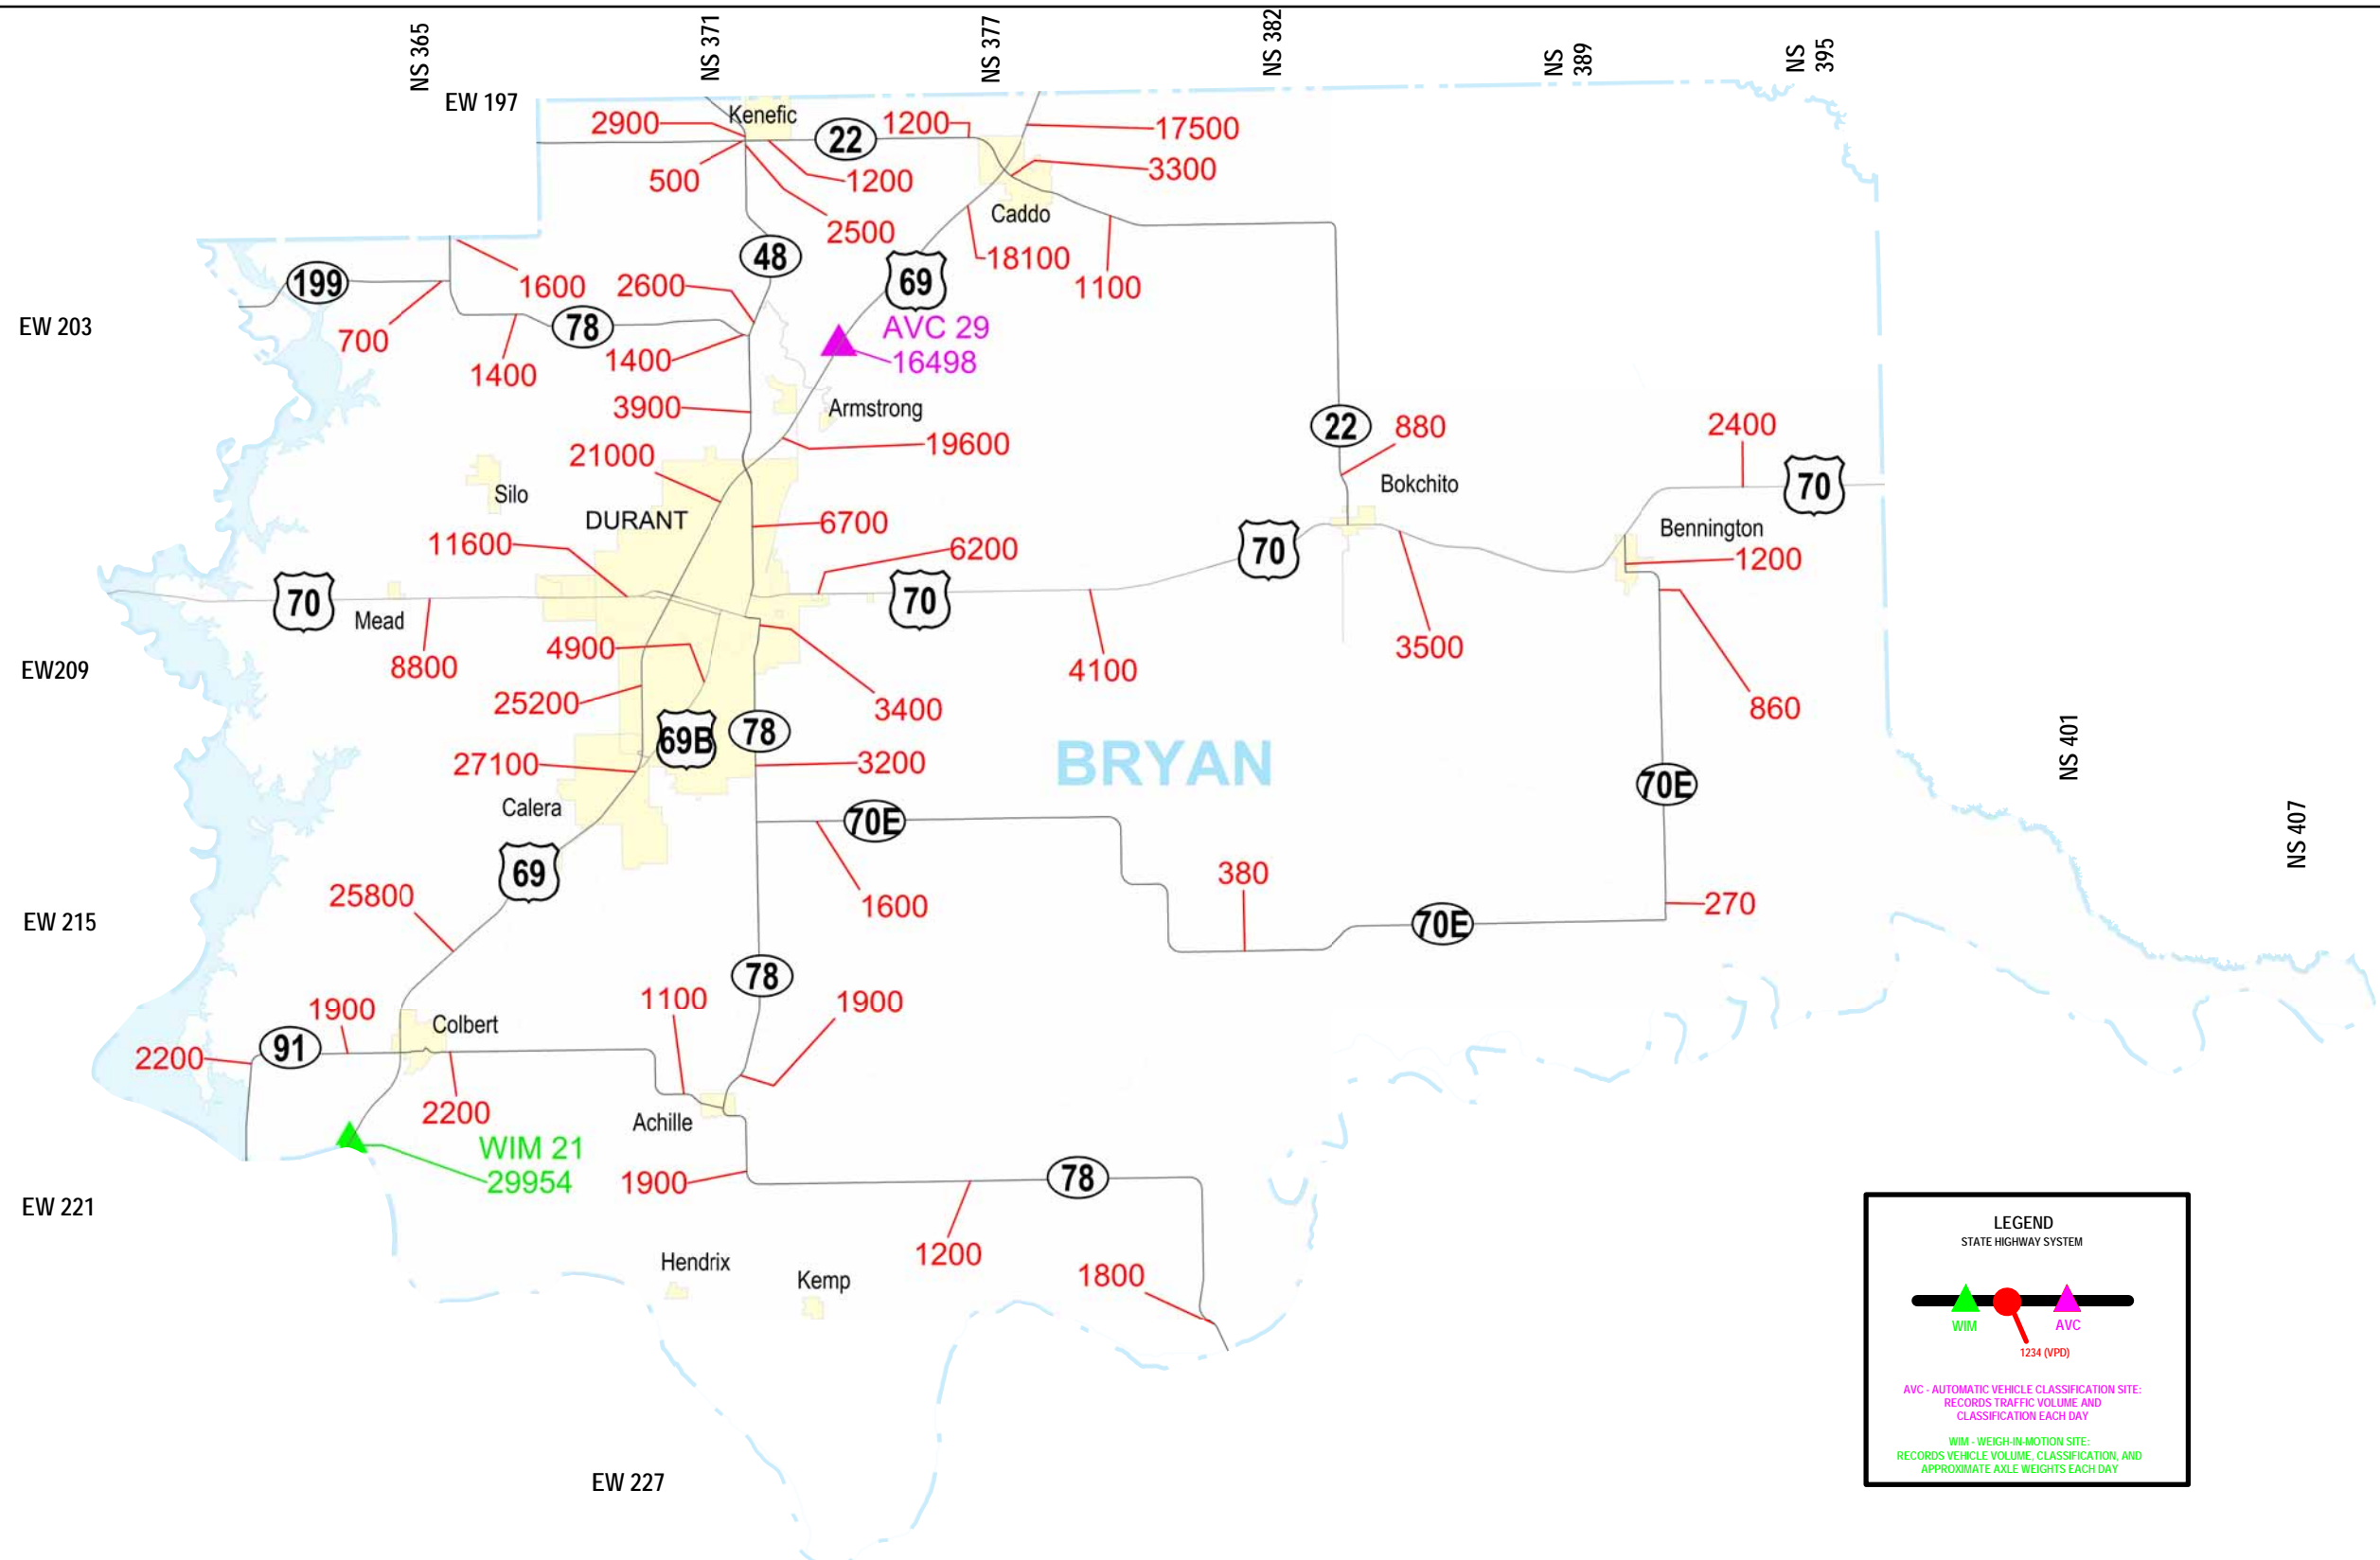 NS 365
NS 371
NS 377
NS 382
NS
389
NS
395
EW 197
Kenefic
2900
22
1200
17500
500
1200
3300
2500
Caddo
48
18100
1100
199
1600
2600
69
EW 203
78
AVC 29
16498
700
1400
1400
3900
Armstrong
22
880
2400
21000
19600
Silo
Bokchito
70
DURANT
6700
Bennington
11600
6200
70
1200
70
Mead
70
4900
3500
EW209
8800
4100
25200
3400
860
69B
78
BRYAN
NS 401
27100
3200
70E
Calera
70E
NS 407
69
380
25800
1600
270
EW 215
70E
78
1900
1100
1900
Colbert
91
2200
2200
Achille
WIM 21
29954
1900
78
EW 221
1200
Hendrix
Kemp
1800
EW 227
LEGEND
STATE HIGHWAY SYSTEM
WIM
AVC
1234 (VPD)
AVC - AUTOMATIC VEHICLE CLASSIFICATION SITE:
RECORDS TRAFFIC VOLUME AND
CLASSIFICATION EACH DAY
WIM - WEIGH-IN-MOTION SITE:
RECORDS VEHICLE VOLUME, CLASSIFICATION, AND
APPROXIMATE AXLE WEIGHTS EACH DAY